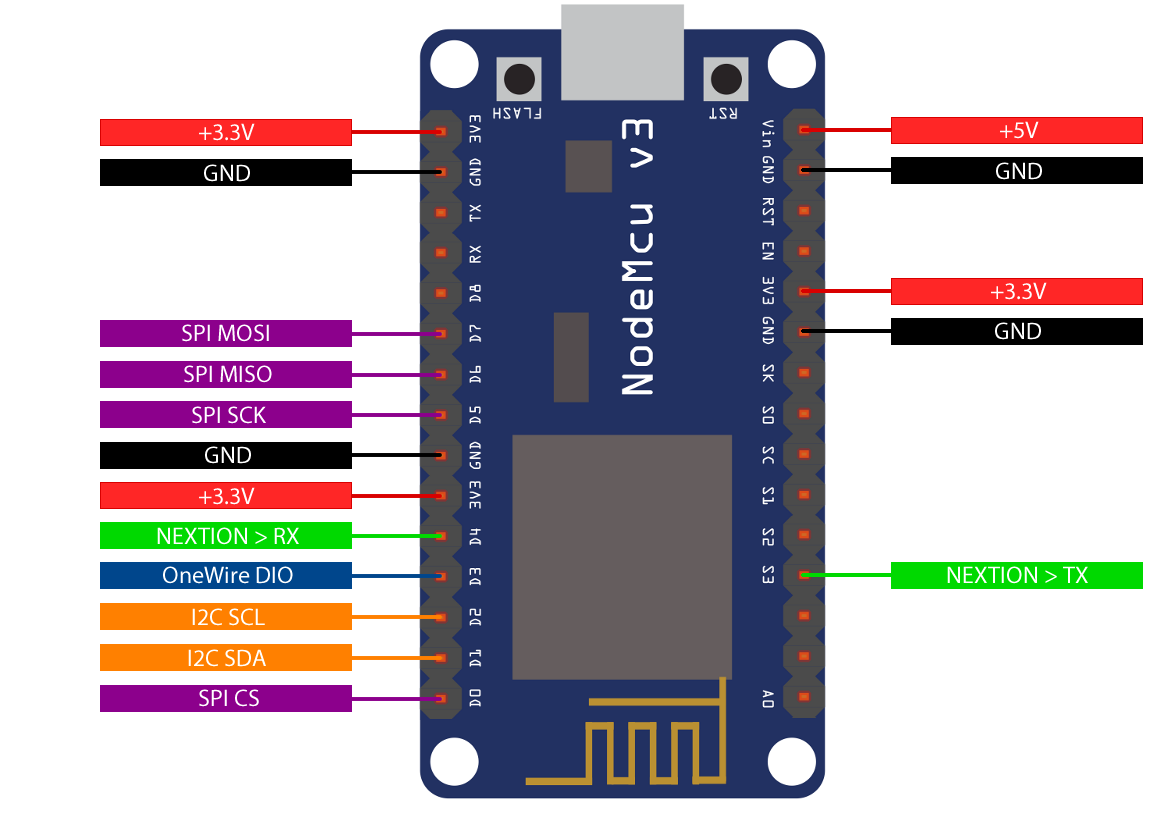 FLASH
RST
NodeMcu v3
+3.3V
GND
SPI MOSI
SPI MISO
SPI SCK
GND
+3.3V
NEXTION > RX
OneWire DIO
I2C SCL
I2C SDA
SPI CS
3V3
GND
TX
RX
D8
D7
D6
D5
GND
3V3
D4
D3
D2
D1
D0
Vin
GND
RST
EN
3V3
GND
SK
SO
SC
S1
S2
S3
A0
+5V
GND
+3.3V
GND
NEXTION > TX